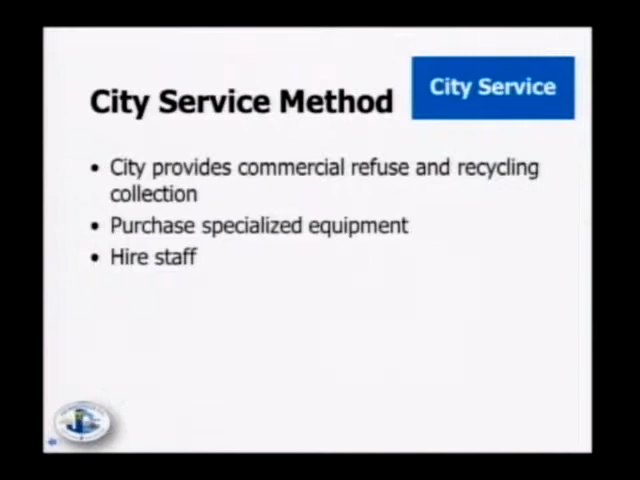 City Service Method
City Service
• City provides commercial refuse and recycling
collection
• Purchase specialized equipment
• Hire staff